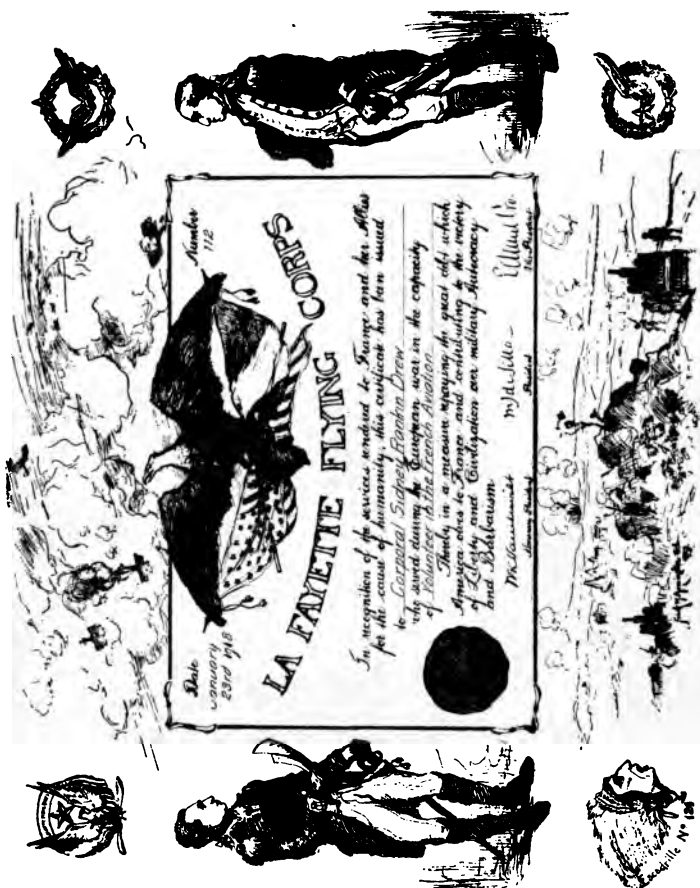 Date
January
23rd 1918
Number
112
LA FAYETTE FLYING CORPS
In recognition of the services rendered to France and her Allies
for the cause of humanity, this certificate has been issued
to Corporal Sidney Rankin Drew
who served during the European war in the capacity
of Volunteer in the French Aviation
Thereby in a measure repaying the great debt which
America owes to France and contributing to the victory
of Liberty and Civilization over military Autocracy
and Barbarism
Honorary President
President
Vice President